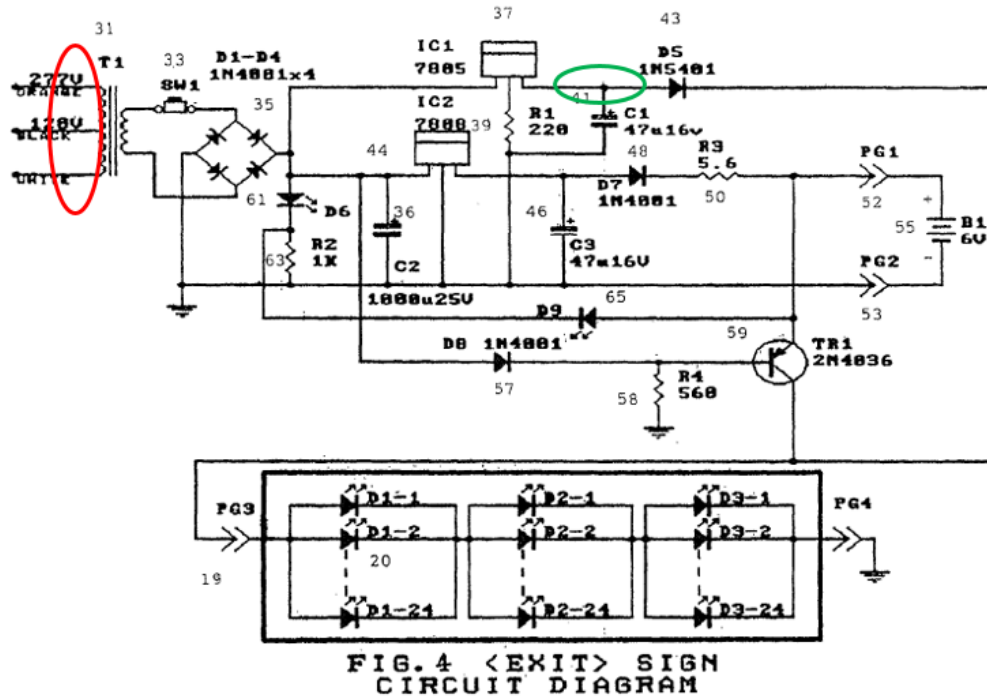 31
T1
277V
ORANGE
120V
BLACK
WHITE
33
SW1
D1-D4
1N4001x4
35
37
IC1
7805
IC2
7808
39
R1
220
41
C1
47u16v
43
D5
1N5401
44
36
C2
1000u25V
61
D6
63
R2
1K
46
C3
47u16V
48
D7
1N4001
R3
5.6
50
PG1
52
55
B1
6V
+
-
PG2
53
65
D9
D8 1N4001
57
58
R4
560
59
TR1
2N4036
PG3
19
D1-1
D1-2
20
D1-24
D2-1
D2-2
D2-24
D3-1
D3-2
D3-24
PG4
FIG.4 <EXIT> SIGN
CIRCUIT DIAGRAM